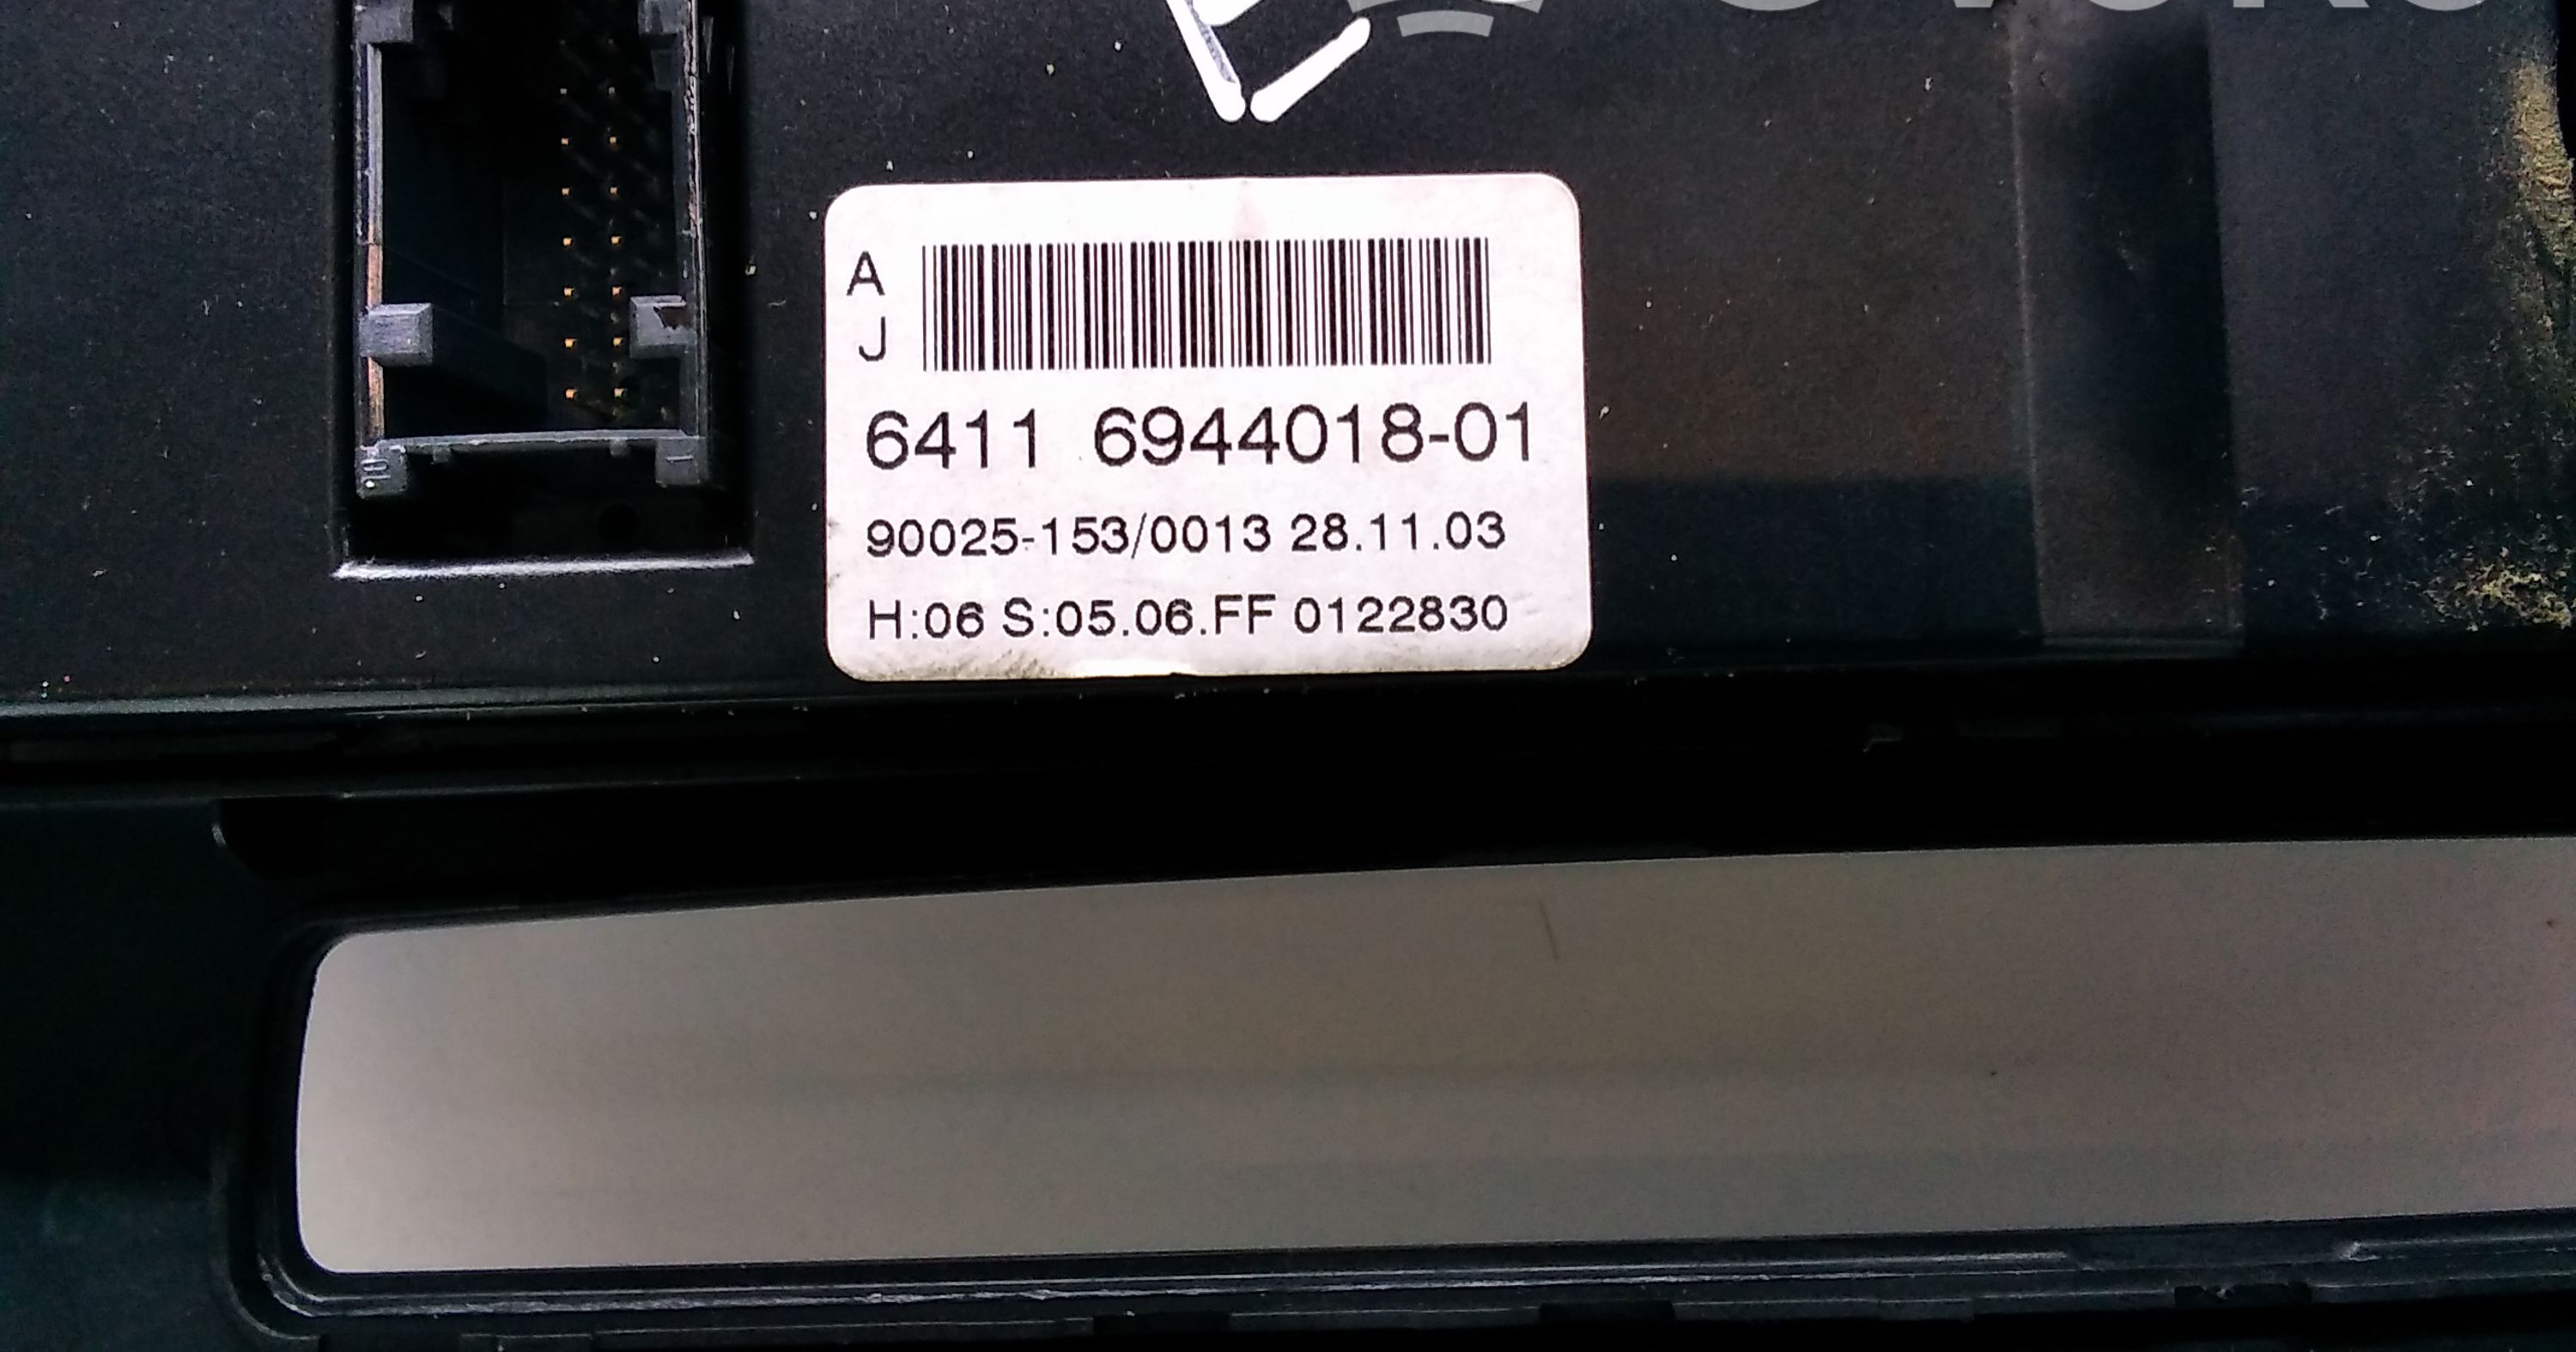 A
J
6411 6944018-01
90025-153/0013 28.11.03
H:06 S:05.06.FF 0122830